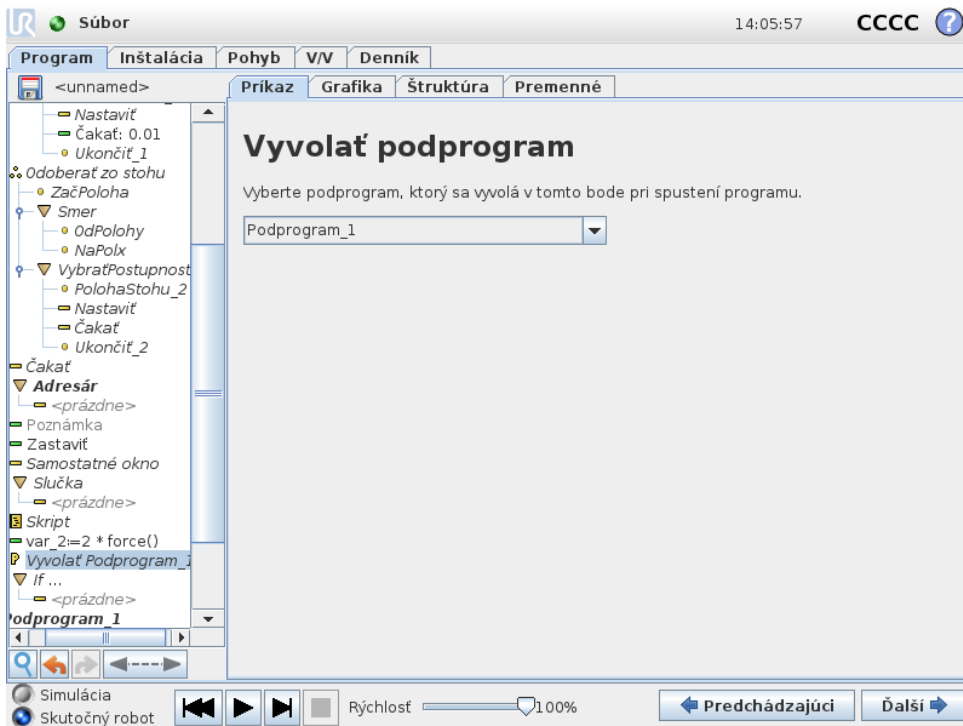 Súbor
14:05:57
CCCC
?
Program
Inštalácia
Pohyb
V/V
Denník
<unnamed>
Príkaz
Grafika
Štruktúra
Premenné
Nastaviť
Čakať: 0.01
Ukončiť_1
Odoberať zo stohu
ZačPoloha
Smer
OdPolohy
NaPolx
VybraťPostupnost
PolohaStohu_2
Nastaviť
Čakať
Ukončiť_2
Čakať
Adresár
<prázdne>
Poznámka
Zastaviť
Samostatné okno
Slučka
<prázdne>
Skript
var_2:=2 * force()
Vyvolať Podprogram_1
If ...
<prázdne>
Podprogram_1
Vyvolať podprogram
Vyberte podprogram, ktorý sa vyvolá v tomto bode pri spustení programu.
Podprogram_1
Simulácia
Skutočný robot
Rýchlosť
100%
Predchádzajúci
Ďalší